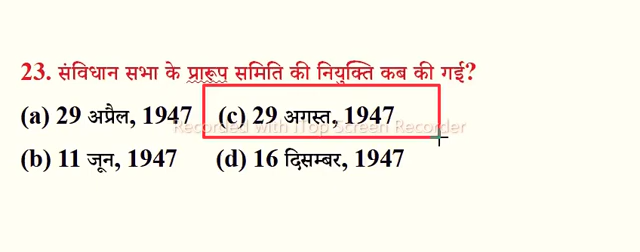 23. संविधान सभा के प्रारूप समिति की नियुक्ति कब की गई?
(a) 29 अप्रैल, 1947 (c) 29 अगस्त, 1947
Recorded with iTop Screen Recorder
(b) 11 जून, 1947 (d) 16 दिसम्बर, 1947